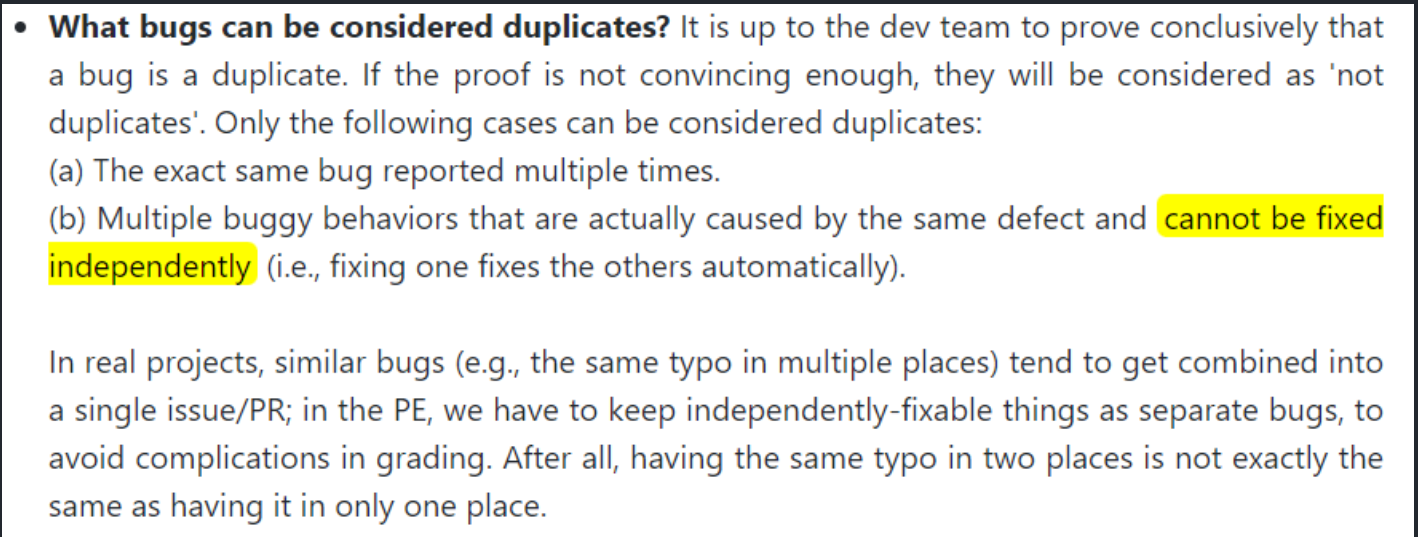 • What bugs can be considered duplicates? It is up to the dev team to prove conclusively that
a bug is a duplicate. If the proof is not convincing enough, they will be considered as 'not
duplicates'. Only the following cases can be considered duplicates:
(a) The exact same bug reported multiple times.
(b) Multiple buggy behaviors that are actually caused by the same defect and cannot be fixed
independently (i.e., fixing one fixes the others automatically).
In real projects, similar bugs (e.g., the same typo in multiple places) tend to get combined into
a single issue/PR; in the PE, we have to keep independently-fixable things as separate bugs, to
avoid complications in grading. After all, having the same typo in two places is not exactly the
same as having it in only one place.